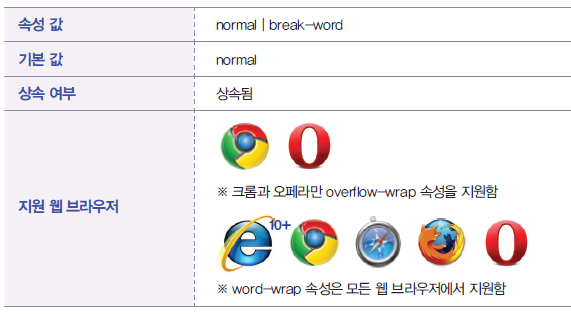 속성 값 normal | break-word
기본 값 normal
상속 여부 상속됨
지원 웹 브라우저
※ 크롬과 오페라만 overflow-wrap 속성을 지원함
10+
※ word-wrap 속성은 모든 웹 브라우저에서 지원함